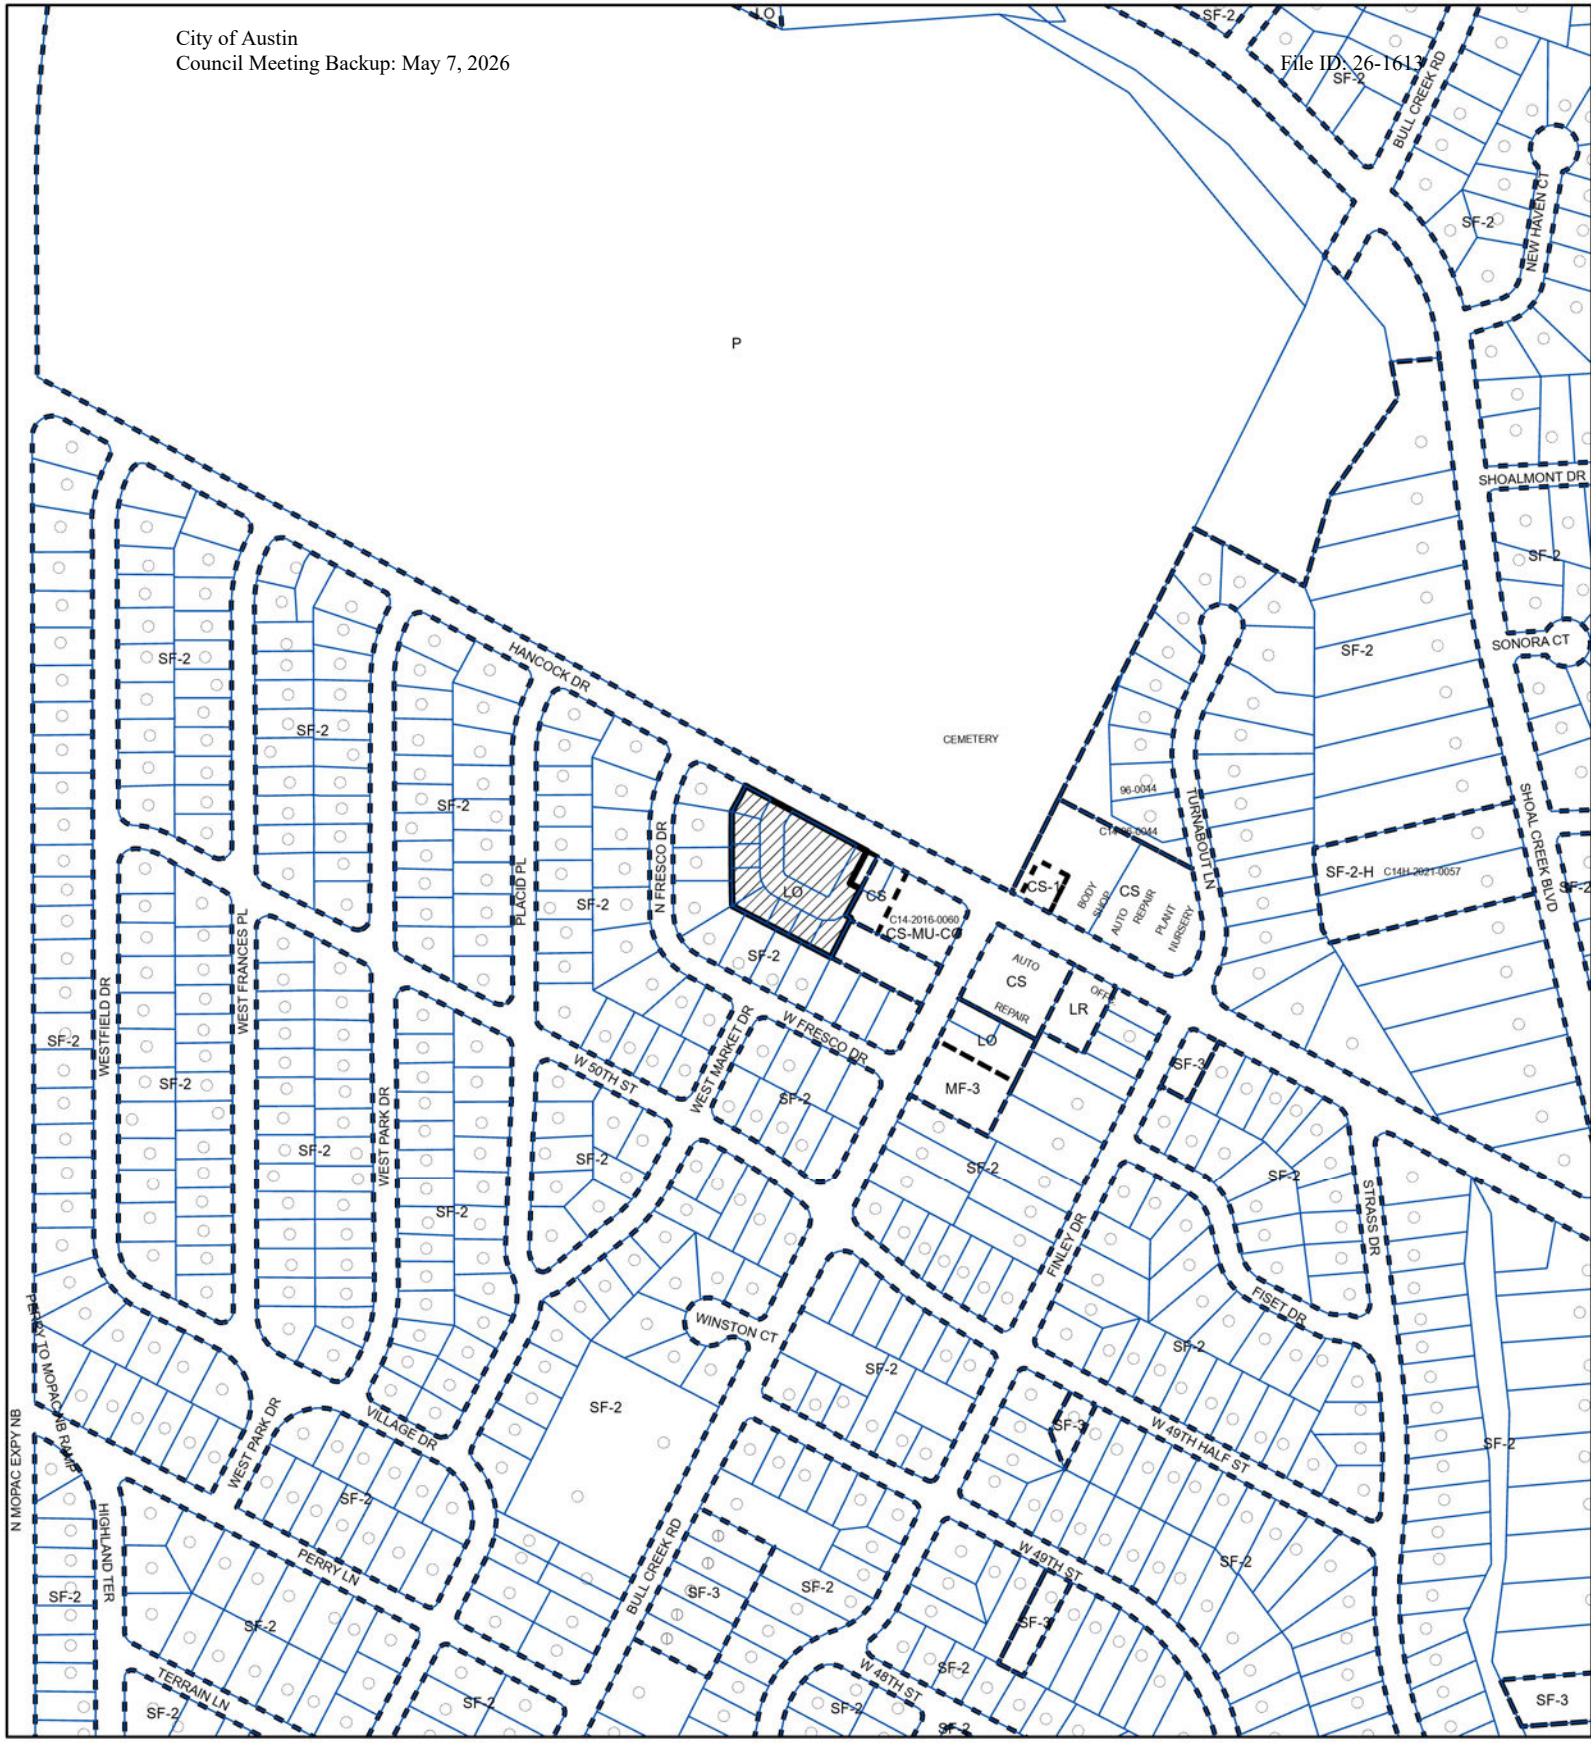 City of Austin
Council Meeting Backup: May 7, 2026
File ID: 26-1613
LO
SF-2
SF-2
BULL CREEK RD
NEW HAVEN CT
SF-2
P
SHOALMONT DR
SF-2
SONORA CT
SF-2
HANCOCK DR
SF-2
SF-2
SF-2
CEMETERY
96-0044
C14-96-0044
TURNABOUT LN
SHOAL CREEK BLVD
SF-2-H
C14H-2021-0057
SF-2
N FRESCO DR
PLACID PL
SF-2
LO
CS
C14-2016-0060
CS-MU-CO
CS-1
BODY
SHOP
CS
AUTO
REPAIR
PLANT
NURSERY
SF-2
WEST FRANCES PL
WESTFIELD DR
SF-2
AUTO
CS
REPAIR
LR
LO
MF-3
SF-3
W FRESCO DR
WEST MARKET DR
W 50TH ST
SF-2
SF-2
WEST PARK DR
SF-2
SF-2
SF-2
SF-2
SF-2
STRASS DR
FINLEY DR
FISET DR
WINSTON CT
PERRY TO MOPAC NB RAMP
SF-2
SF-2
SF-2
SF-3
W 49TH HALF ST
SF-2
N MOPAC EXPY NB
WEST PARK DR
VILLAGE DR
SF-2
HIGHLAND TER
PERRY LN
BULL CREEK RD
SF-3
SF-2
W 49TH ST
SF-2
SF-3
SF-2
SF-2
TERRAIN LN
SF-2
SF-2
W 48TH ST
SF-2
SF-2
SF-2
SF-3